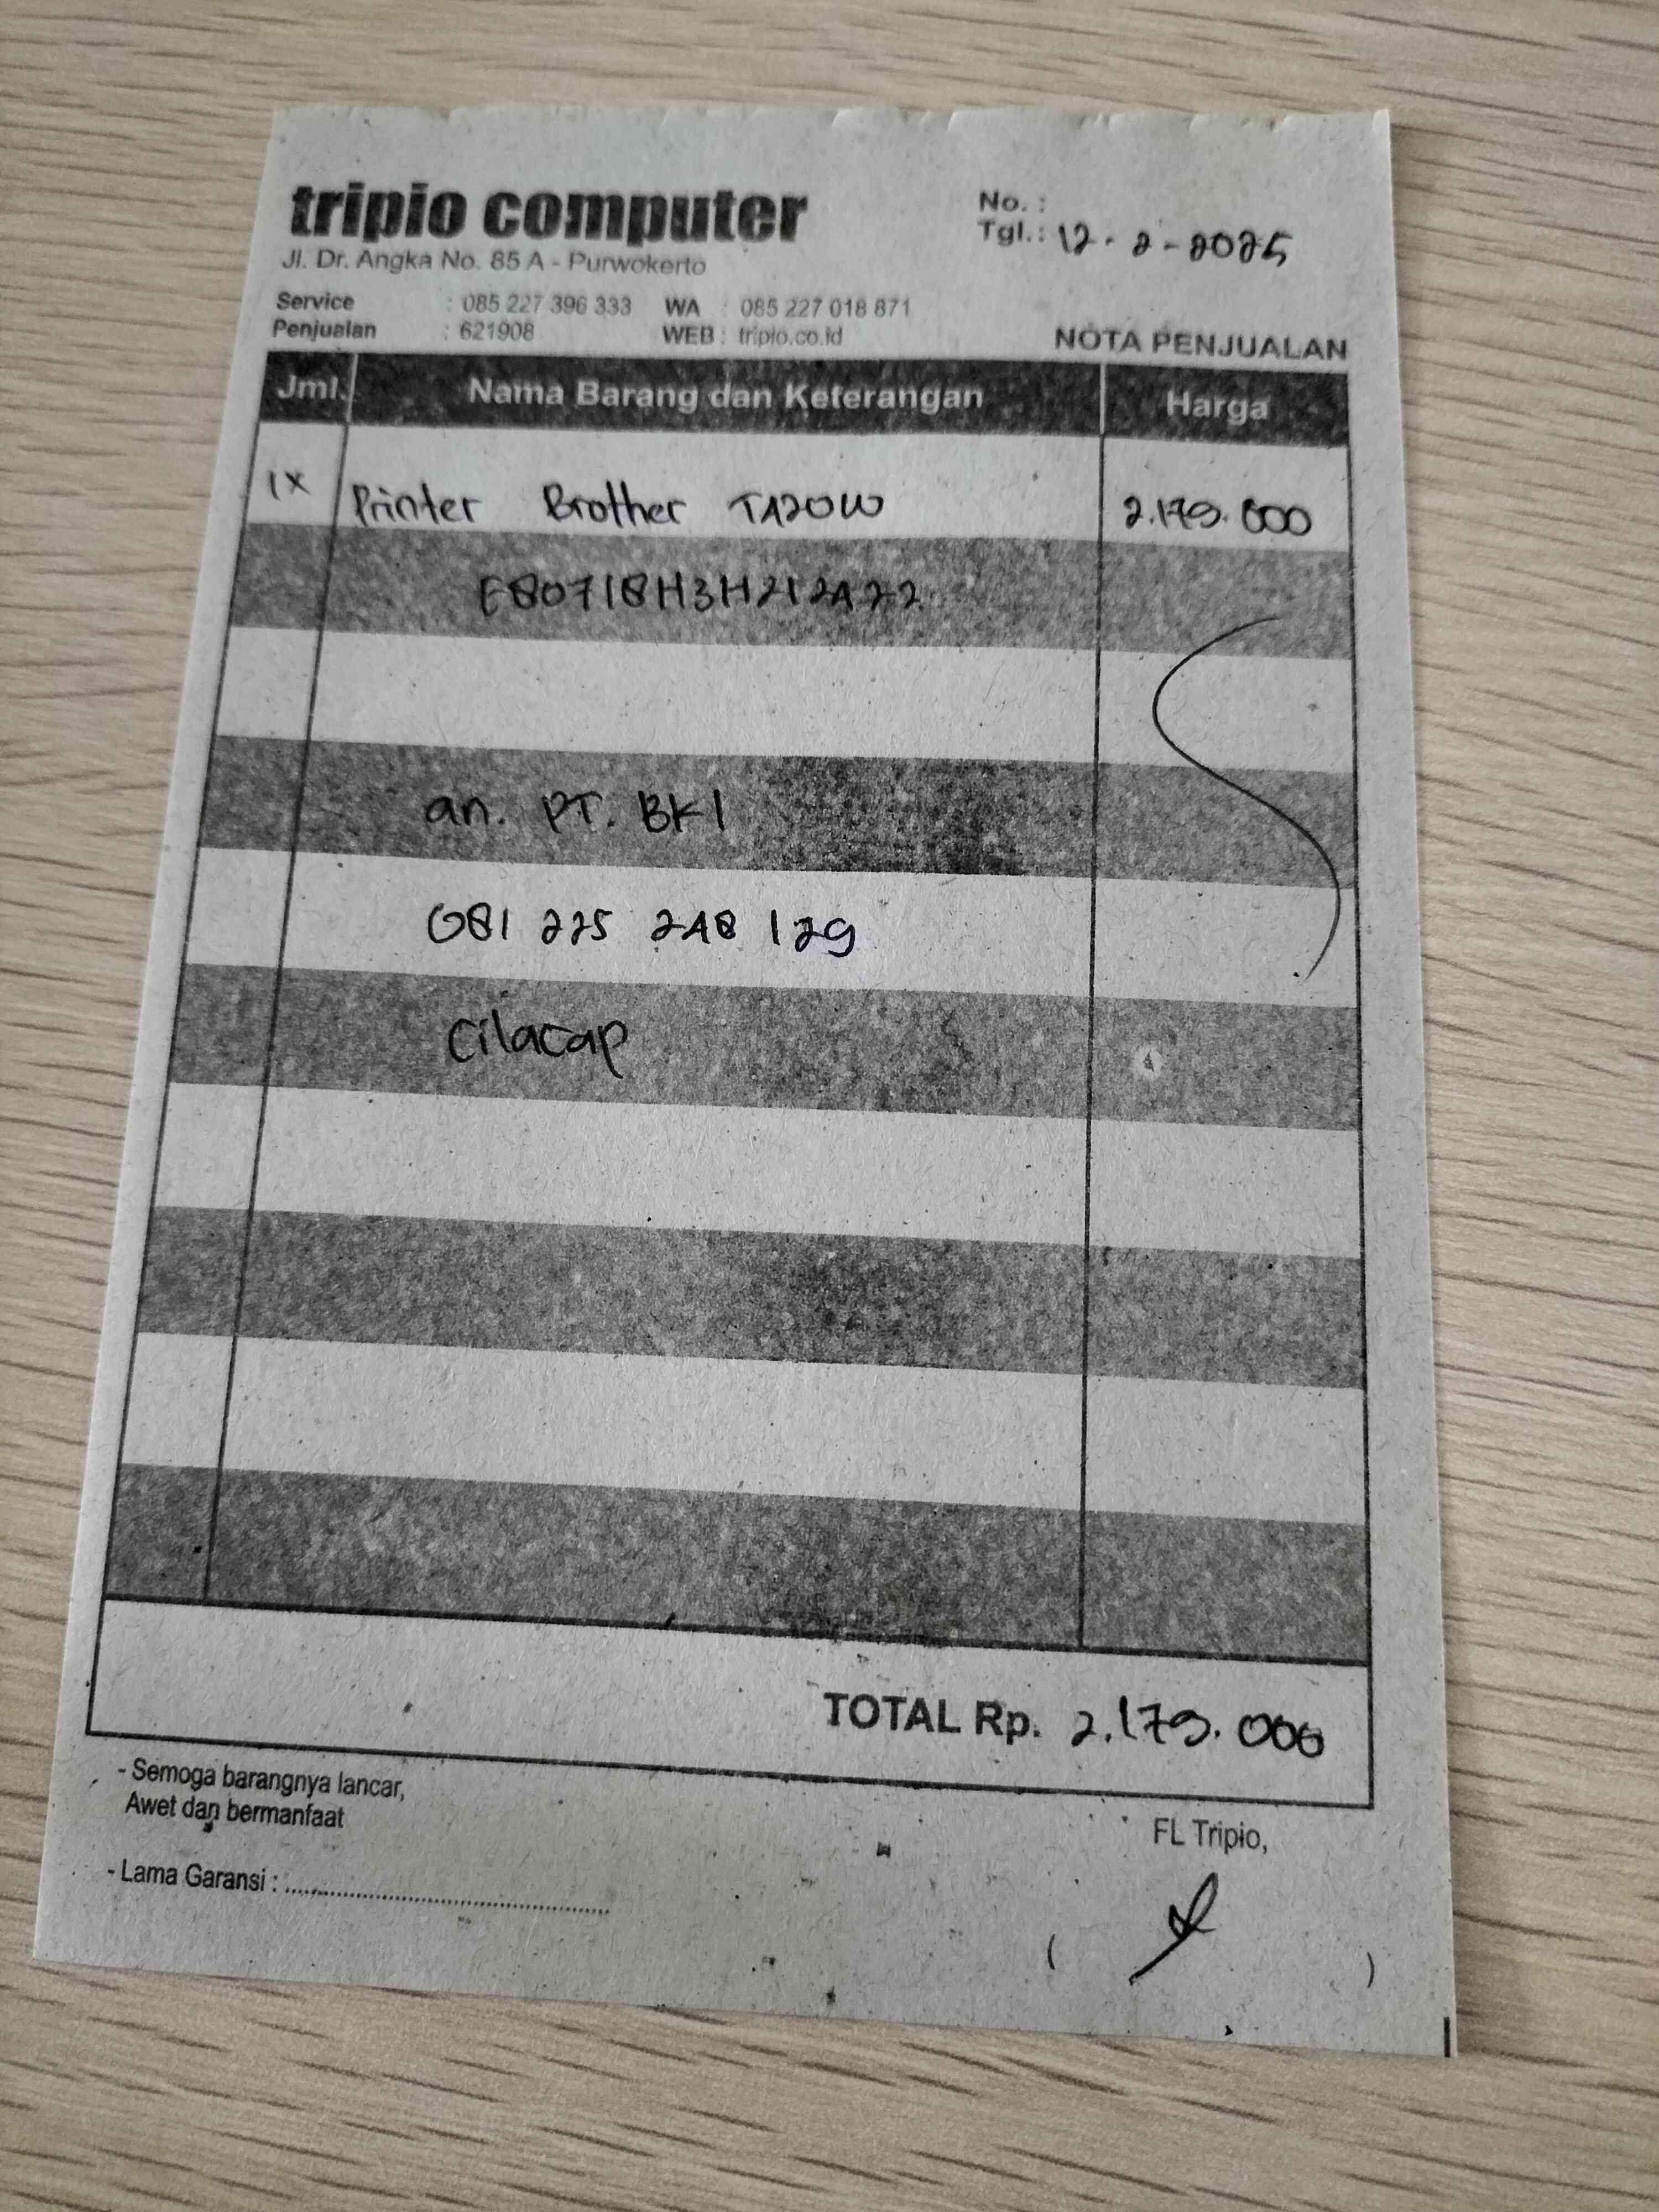 tripio computer
Jl. Dr. Angka No. 85 A - Purwokerto
Service : 085 227 396 333 WA : 085 227 018 871
Penjualan : 621908 WEB : tripio.co.id
No. :
Tgl.: 12-2-2025
NOTA PENJUALAN
Jml. Nama Barang dan Keterangan Harga
1x Printer Brother T420W 2.179.000
E80718H3H212422
an. PT. BKI
081 225 248 129
Cilacap
TOTAL Rp. 2.179.000
- Semoga barangnya lancar,
Awet dan bermanfaat
- Lama Garansi :
FL Tripio,
( )